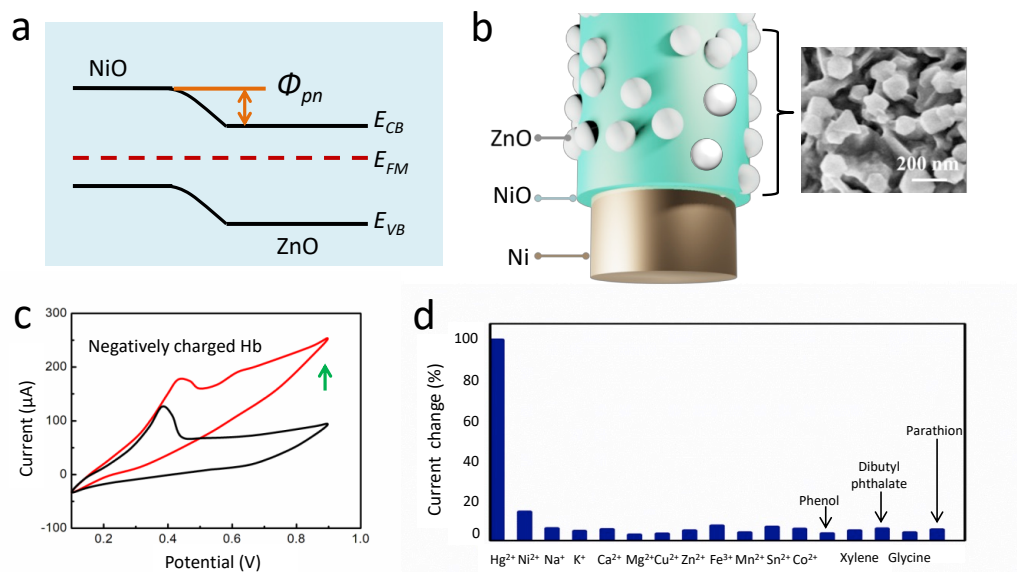 a
NiO
Φpn
ECB
EFM
EVB
ZnO
b
ZnO
NiO
Ni
200 nm
c
300
250
200
100
0
-100
Negatively charged Hb
Current (µA)
0.2
0.4
0.6
0.8
1.0
Potential (V)
d
100
80
60
40
20
0
Current change (%)
Phenol
Dibutyl
phthalate
Parathion
Hg²⁺ Ni²⁺ Na⁺ K⁺ Ca²⁺ Mg²⁺ Cu²⁺ Zn²⁺ Fe³⁺ Mn²⁺ Sn²⁺ Co²⁺ Xylene Glycine